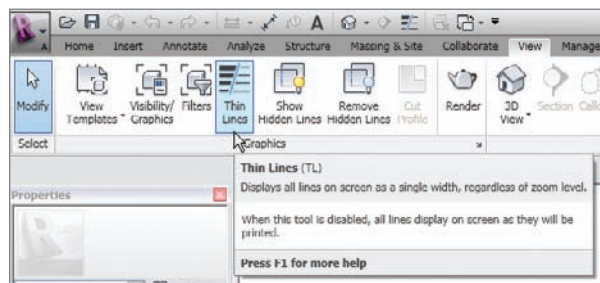 Home Insert Annotate Analyze Structure Massing & Site Collaborate View Manage
Modify
View
Templates
Visibility/
Graphics
Filters
Thin
Lines
Show
Hidden Lines
Remove
Hidden Lines
Cut
Profile
Render
3D
View
Section
Select
Graphics
Properties
Thin Lines (TL)
Displays all lines on screen as a single width, regardless of zoom level.
When this tool is disabled, all lines display on screen as they will be
printed.
Press F1 for more help